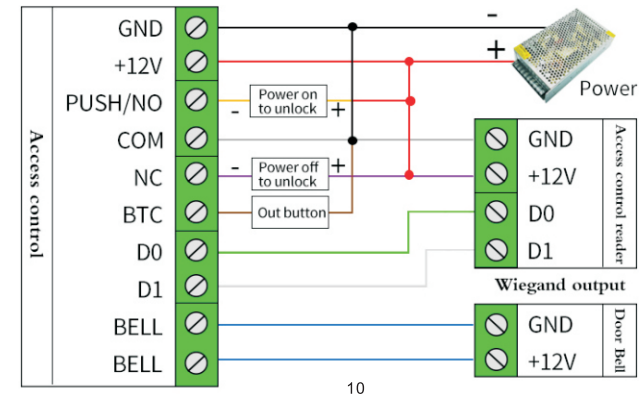 Access control
GND
+12V
PUSH/NO
COM
NC
BTC
D0
D1
BELL
BELL
-
+
Power
- Power on
to unlock +
- Power off
to unlock +
Out button
GND
+12V
D0
D1
Access control reader
Wiegand output
GND
+12V
Door Bell
10